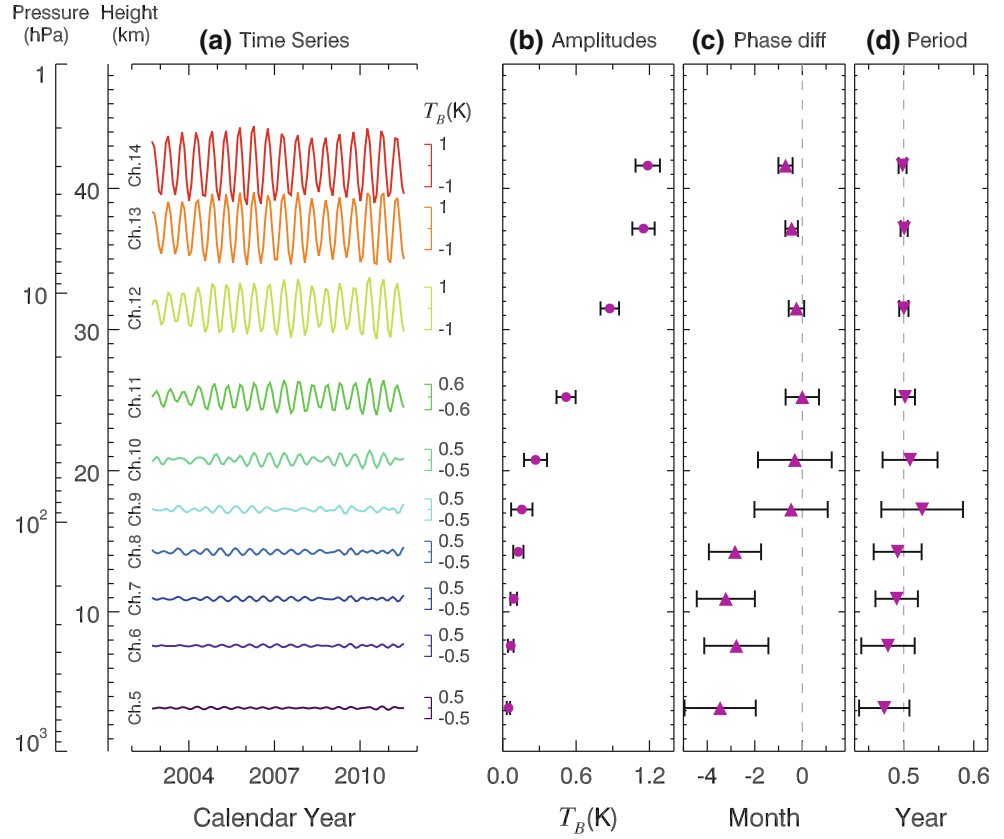 Pressure Height
(hPa) (km)
(a) Time Series
(b) Amplitudes
(c) Phase diff
(d) Period
1
10
10²
10³
40
30
20
10
T_B(K)
Ch.14
1
-1
Ch.13
1
-1
Ch.12
1
-1
Ch.11
0.6
-0.6
Ch.10
0.5
-0.5
Ch.9
0.5
-0.5
Ch.8
0.5
-0.5
Ch.7
0.5
-0.5
Ch.6
0.5
-0.5
Ch.5
0.5
-0.5
2004 2007 2010
0.0 0.6 1.2
-4 -2 0
0.5 0.6
Calendar Year
T_B(K)
Month
Year